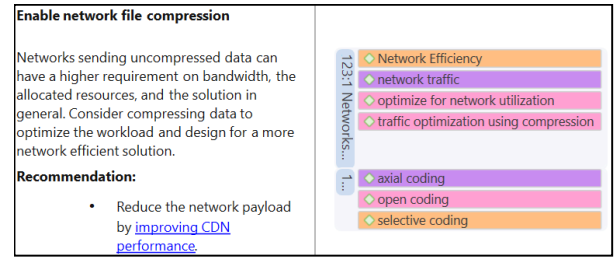 Enable network file compression
Networks sending uncompressed data can
have a higher requirement on bandwidth, the
allocated resources, and the solution in
general. Consider compressing data to
optimize the workload and design for a more
network efficient solution.
Recommendation:
• Reduce the network payload
by improving CDN
performance.
123:1 Networks...
Network Efficiency
network traffic
optimize for network utilization
traffic optimization using compression
1...
axial coding
open coding
selective coding